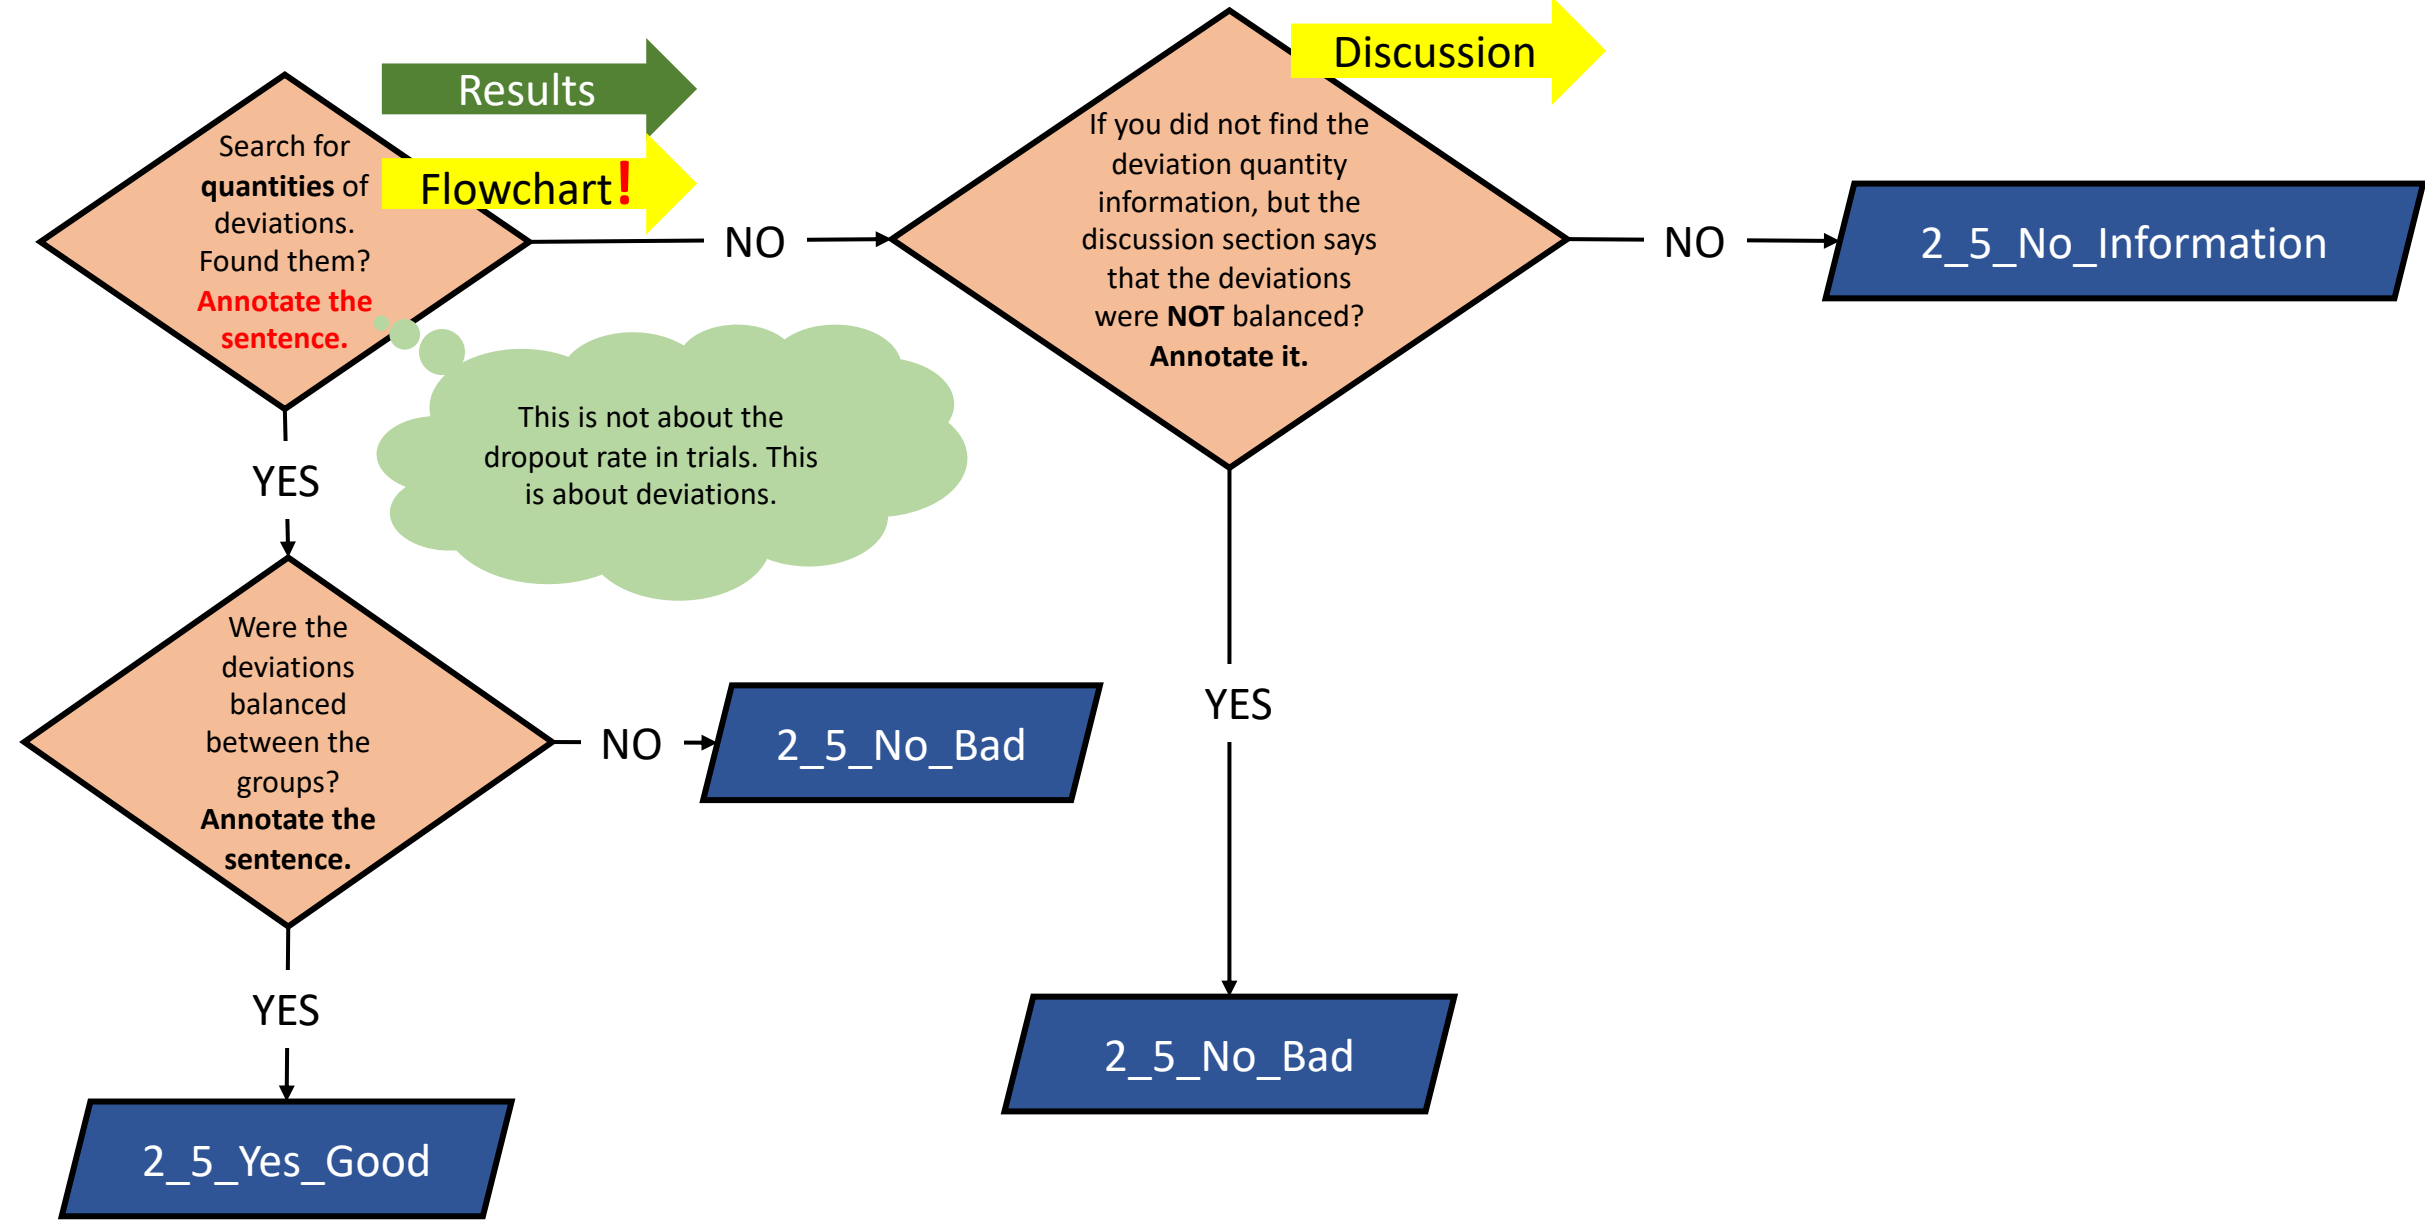 Results
Flowchart!
Search for
quantities of
deviations.
Found them?
Annotate the
sentence.
NO
Discussion
If you did not find the
deviation quantity
information, but the
discussion section says
that the deviations
were NOT balanced?
Annotate it.
NO
2_5_No_Information
This is not about the
dropout rate in trials. This
is about deviations.
YES
Were the
deviations
balanced
between the
groups?
Annotate the
sentence.
NO
2_5_No_Bad
YES
2_5_No_Bad
YES
2_5_Yes_Good